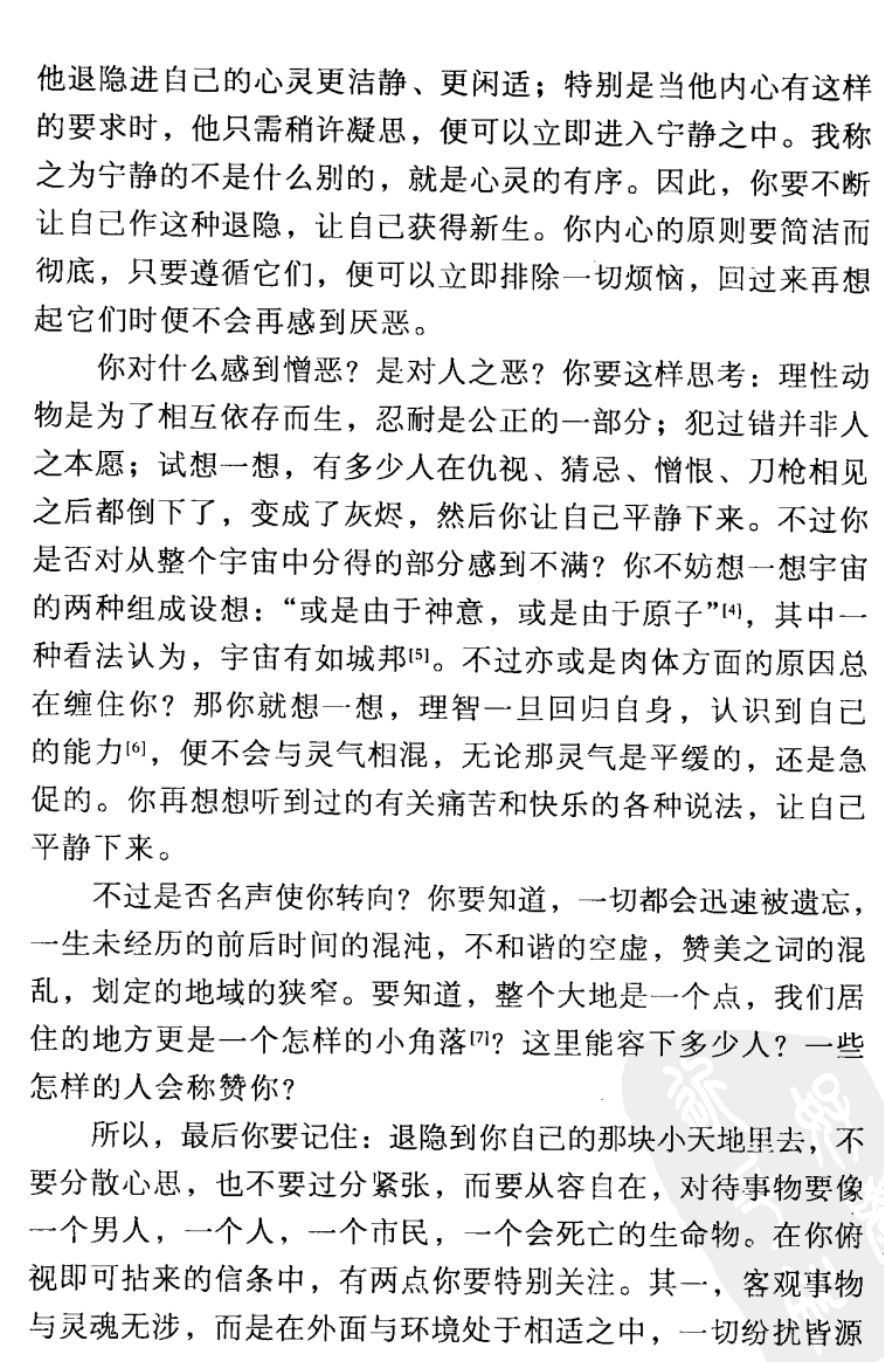 他退隐进自己的心灵更洁静、更闲适；特别是当他内心有这样
的要求时，他只需稍许凝思，便可以立即进入宁静之中。我称
之为宁静的不是什么别的，就是心灵的有序。因此，你要不断
让自己作这种退隐，让自己获得新生。你内心的原则要简洁而
彻底，只要遵循它们，便可以立即排除一切烦恼，回过来再想
起它们时便不会再感到厌恶。
你对什么感到憎恶？是对人之恶？你要这样思考：理性动
物是为了相互依存而生，忍耐是公正的一部分；犯过错并非人
之本愿；试想一想，有多少人在仇视、猜忌、憎恨、刀枪相见
之后都倒下了，变成了灰烬，然后你让自己平静下来。不过你
是否对从整个宇宙中分得的部分感到不满？你不妨想一想宇宙
的两种组成设想：“或是由于神意，或是由于原子”[4]，其中一
种看法认为，宇宙有如城邦[5]。不过亦或是肉体方面的原因总
在缠住你？那你就想一想，理智一旦回归自身，认识到自己
的能力[6]，便不会与灵气相混，无论那灵气是平缓的，还是急
促的。你再想想听到过的有关痛苦和快乐的各种说法，让自己
平静下来。
不过是否名声使你转向？你要知道，一切都会迅速被遗忘，
一生未经历的前后时间的混沌，不和谐的空虚，赞美之词的混
乱，划定的地域的狭窄。要知道，整个大地是一个点，我们居
住的地方更是一个怎样的小角落[7]？这里能容下多少人？一些
怎样的人会称赞你？
所以，最后你要记住：退隐到你自己的那块小天地里去，不
要分散心思，也不要过分紧张，而要从容自在，对待事物要像
一个男人，一个人，一个市民，一个会死亡的生命物。在你俯
视即可拈来的信条中，有两点你要特别关注。其一，客观事物
与灵魂无涉，而是在外面与环境处于相适之中，一切纷扰皆源